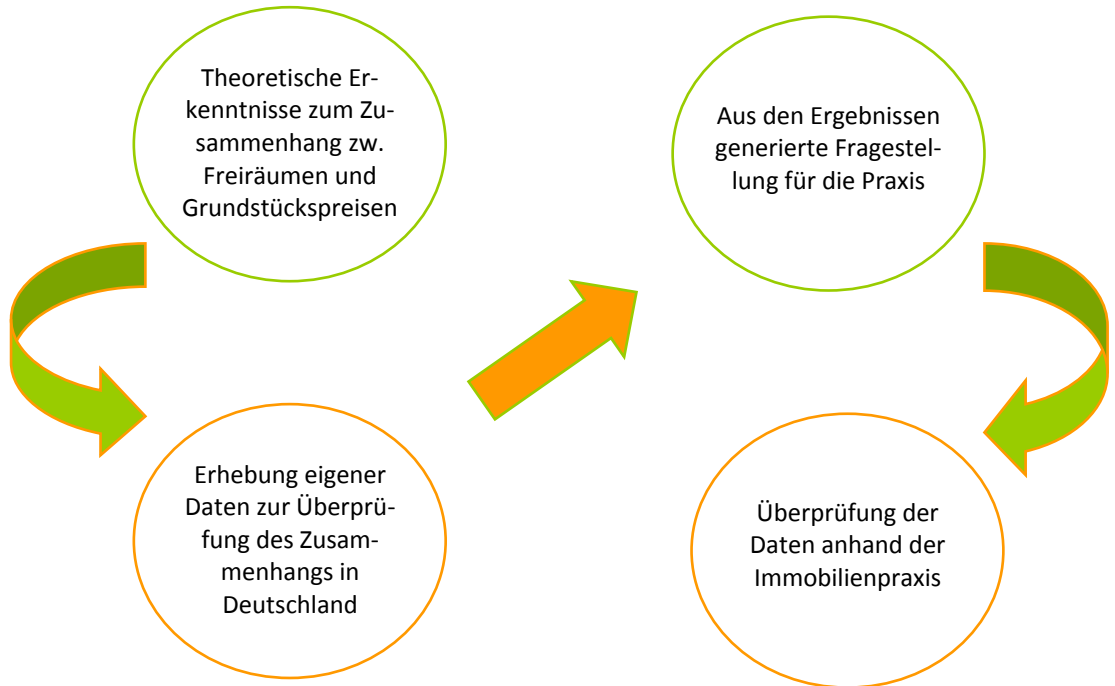 Theoretische Er-
kenntnisse zum Zu-
sammenhang zw.
Freiräumen und
Grundstückspreisen
Erhebung eigener
Daten zur Überprü-
fung des Zusam-
menhangs in
Deutschland
Aus den Ergebnissen
generierte Fragestel-
lung für die Praxis
Überprüfung der
Daten anhand der
Immobilienpraxis